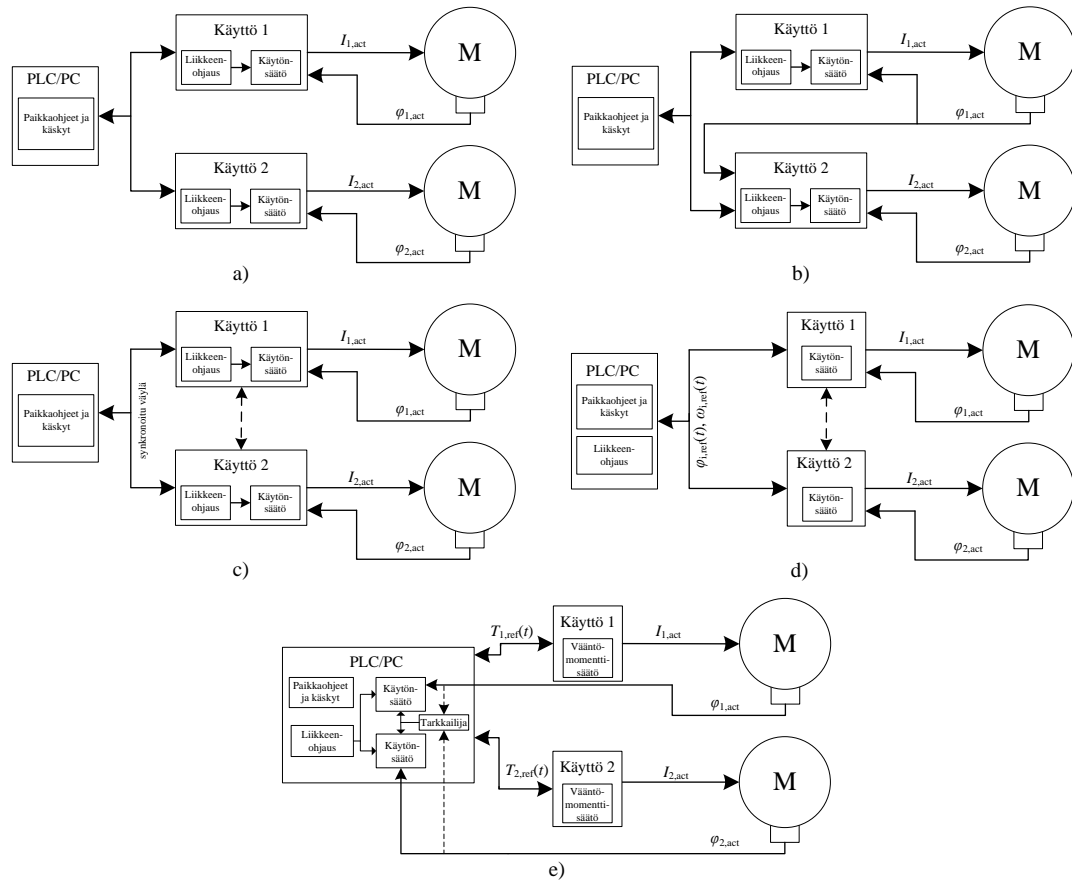 Käyttö 1
Liikkeen-
ohjaus
Käytön-
säätö
I1,act
M
φ1,act
PLC/PC
Paikkaohjeet ja
käskyt
Käyttö 2
Liikkeen-
ohjaus
Käytön-
säätö
I2,act
M
φ2,act
a)
Käyttö 1
Liikkeen-
ohjaus
Käytön-
säätö
I1,act
M
φ1,act
PLC/PC
Paikkaohjeet ja
käskyt
Käyttö 2
Liikkeen-
ohjaus
Käytön-
säätö
I2,act
M
φ2,act
b)
Käyttö 1
Liikkeen-
ohjaus
Käytön-
säätö
I1,act
M
φ1,act
PLC/PC
Paikkaohjeet ja
käskyt
synkronoitu väylä
Käyttö 2
Liikkeen-
ohjaus
Käytön-
säätö
I2,act
M
φ2,act
c)
Käyttö 1
Käytön-
säätö
I1,act
M
φ1,act
PLC/PC
Paikkaohjeet ja
käskyt
Liikkeen-
ohjaus
φi,ref(t), ωi,ref(t)
Käyttö 2
Käytön-
säätö
I2,act
M
φ2,act
d)
T1,ref(t)
Käyttö 1
Vääntö-
momentti-
säätö
I1,act
M
φ1,act
PLC/PC
Paikkaohjeet
ja käskyt
Käytön-
säätö
Tarkkailija
Liikkeen-
ohjaus
Käytön-
säätö
T2,ref(t)
Käyttö 2
Vääntö-
momentti-
säätö
I2,act
M
φ2,act
e)